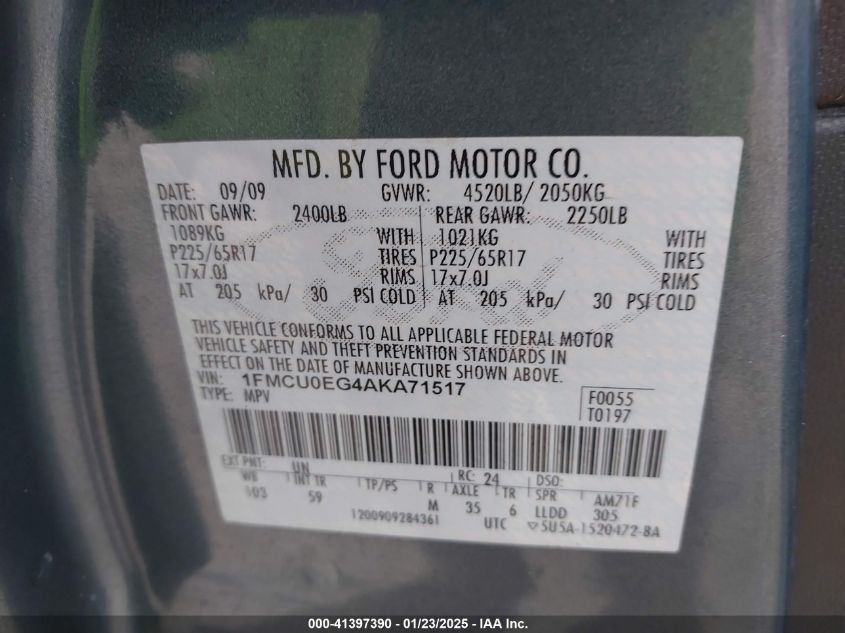 MFD. BY FORD MOTOR CO.
DATE: 09/09 GVWR: 4520LB/ 2050KG
FRONT GAWR: 2400LB REAR GAWR: 2250LB
1089KG WITH 1021KG WITH
P225/65R17 TIRES P225/65R17 TIRES
17x7.0J RIMS 17x7.0J RIMS
AT 205 kPa/ 30 PSI COLD AT 205 kPa/ 30 PSI COLD
THIS VEHICLE CONFORMS TO ALL APPLICABLE FEDERAL MOTOR
VEHICLE SAFETY AND THEFT PREVENTION STANDARDS IN
EFFECT ON THE DATE OF MANUFACTURE SHOWN ABOVE.
VIN: 1FMCU0EG4AKA71517
TYPE: MPV
F0055
T0197
EXT PNT: UN RC: 24 DSO:
WB INT TR TP/PS R AXLE TR SPR AM71F
103 59 M 35 6 LLDD 305
1200909284361 UTC ▽5U5A-1520472-BA
000-41397390 - 01/23/2025 - IAA Inc.